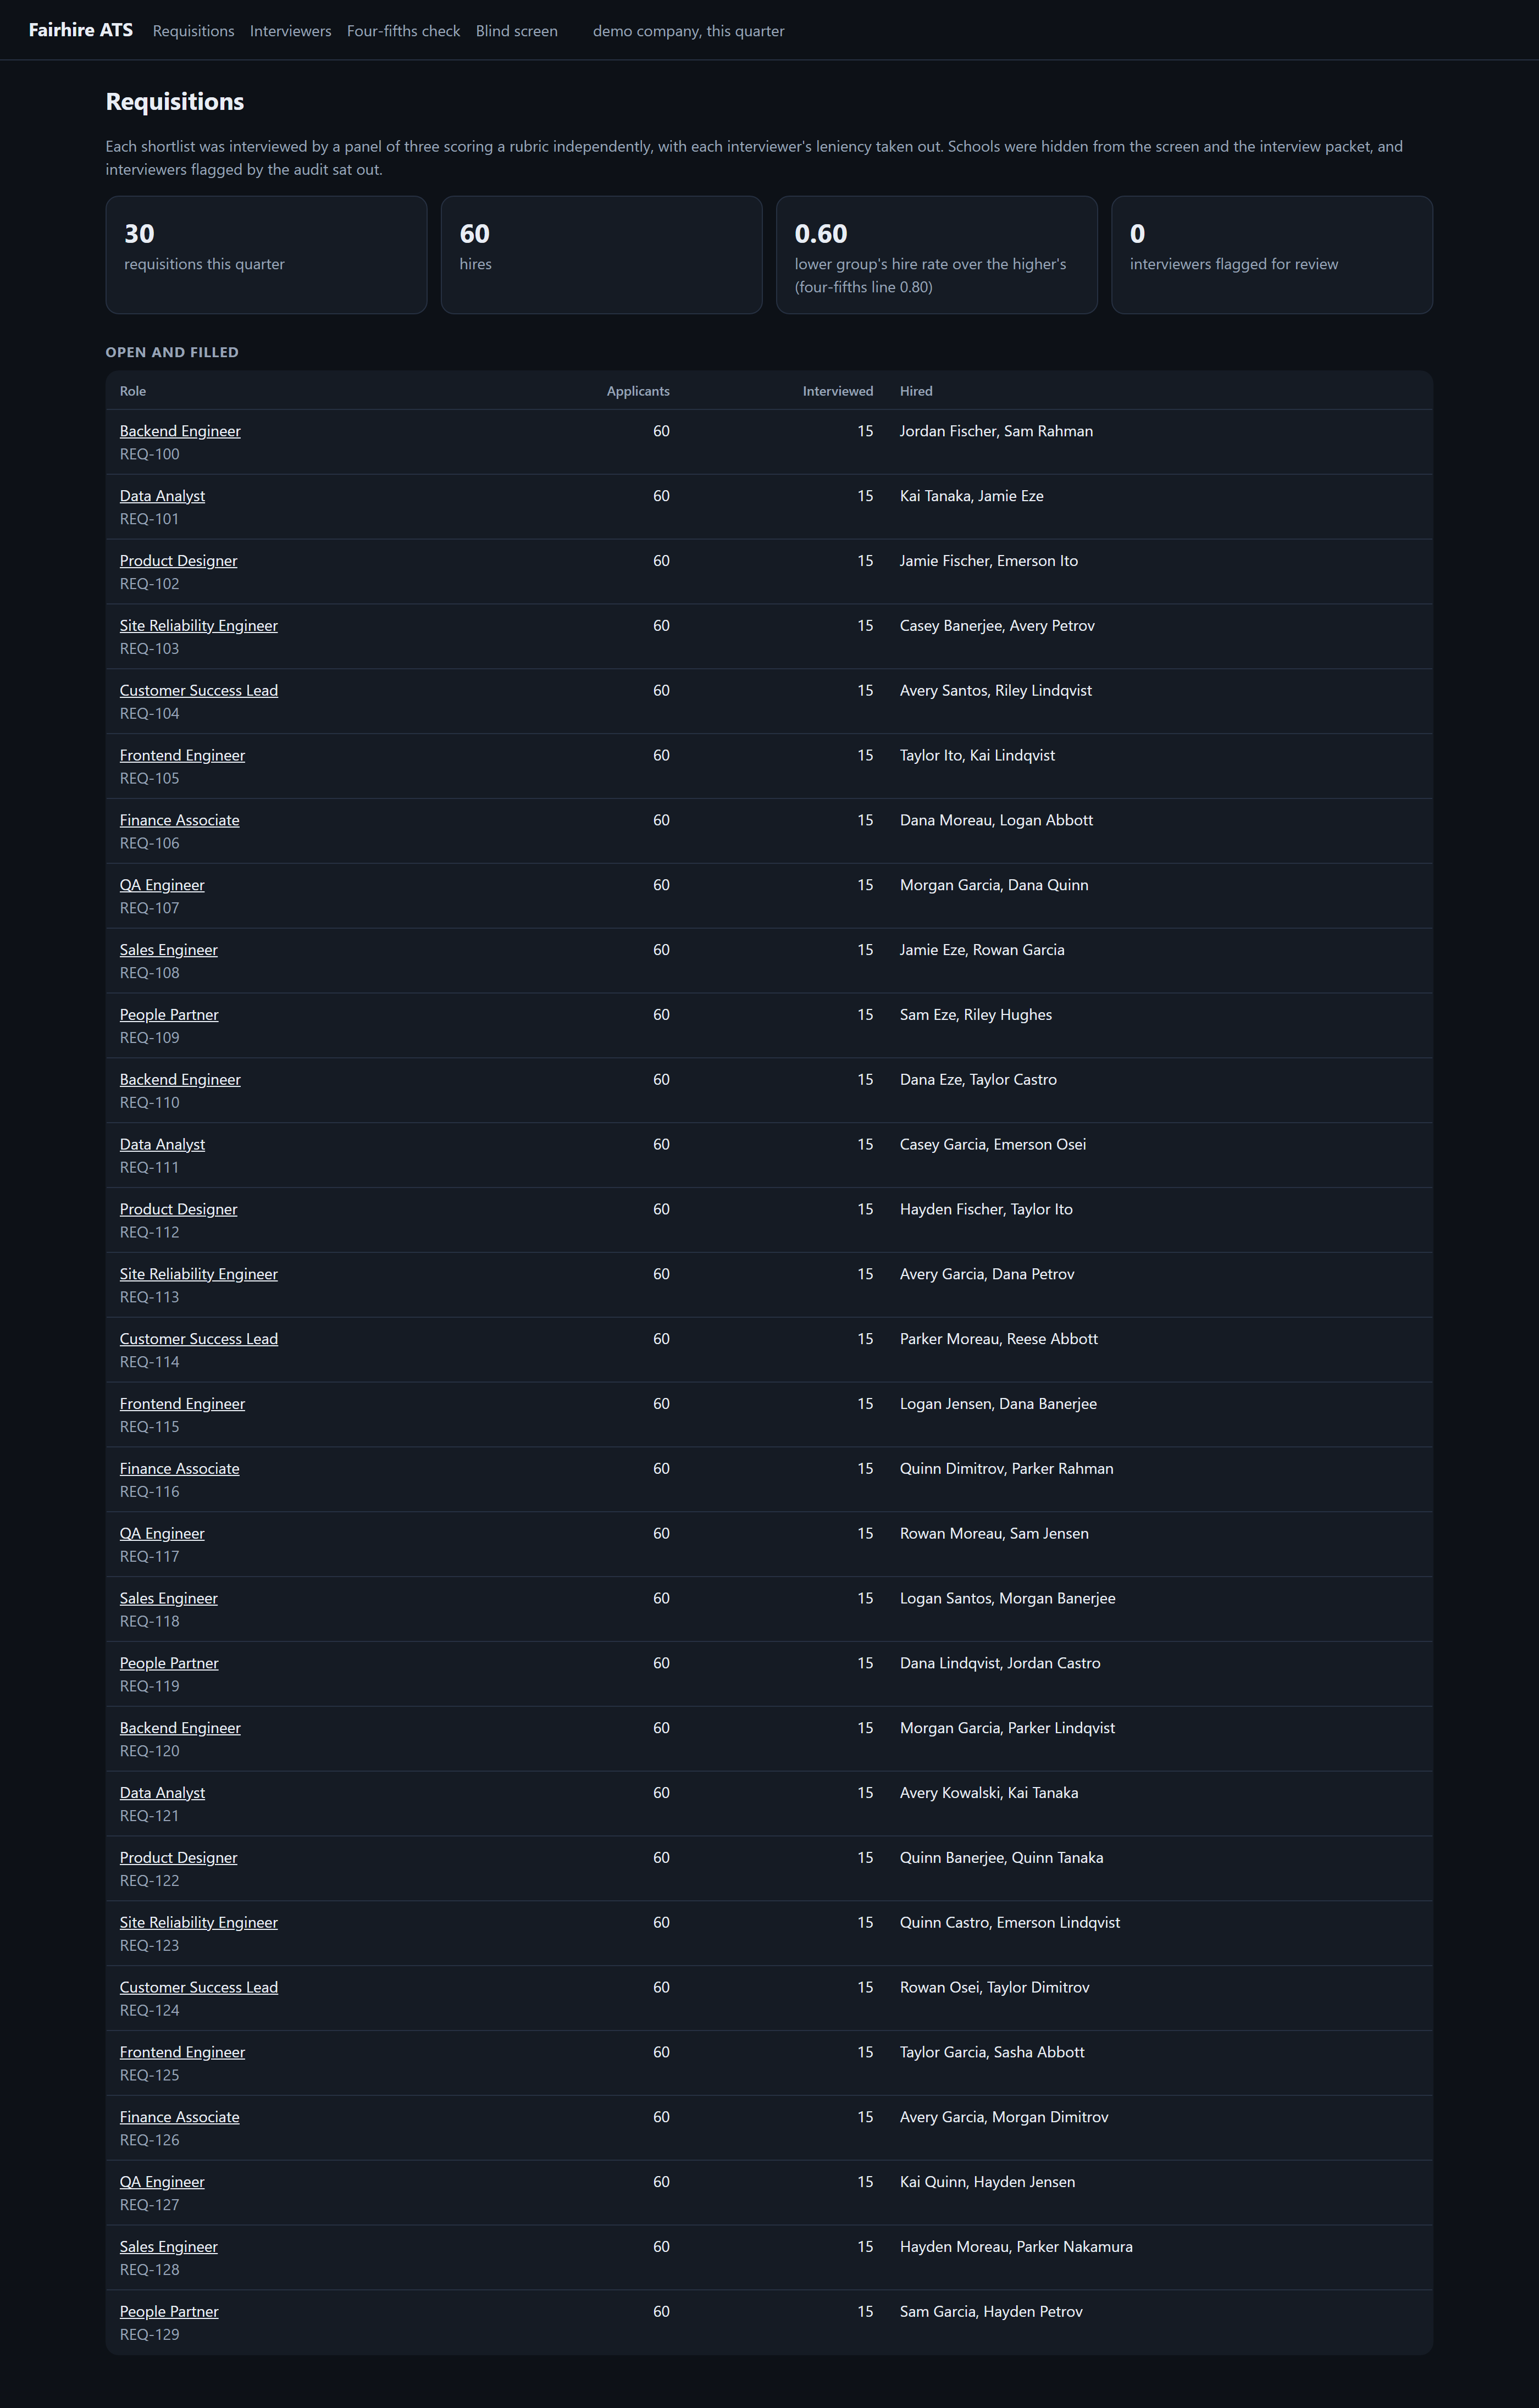 Fairhire ATS Requisitions Interviewers Four-fifths check Blind screen demo company, this quarter
Requisitions
Each shortlist was interviewed by a panel of three scoring a rubric independently, with each interviewer's leniency taken out. Schools were hidden from the screen and the interview packet, and
interviewers flagged by the audit sat out.
30
requisitions this quarter
60
hires
0.60
lower group's hire rate over the higher's
(four-fifths line 0.80)
0
interviewers flagged for review
OPEN AND FILLED
Role Applicants Interviewed Hired
Backend Engineer 60 15 Jordan Fischer, Sam Rahman
REQ-100
Data Analyst 60 15 Kai Tanaka, Jamie Eze
REQ-101
Product Designer 60 15 Jamie Fischer, Emerson Ito
REQ-102
Site Reliability Engineer 60 15 Casey Banerjee, Avery Petrov
REQ-103
Customer Success Lead 60 15 Avery Santos, Riley Lindqvist
REQ-104
Frontend Engineer 60 15 Taylor Ito, Kai Lindqvist
REQ-105
Finance Associate 60 15 Dana Moreau, Logan Abbott
REQ-106
QA Engineer 60 15 Morgan Garcia, Dana Quinn
REQ-107
Sales Engineer 60 15 Jamie Eze, Rowan Garcia
REQ-108
People Partner 60 15 Sam Eze, Riley Hughes
REQ-109
Backend Engineer 60 15 Dana Eze, Taylor Castro
REQ-110
Data Analyst 60 15 Casey Garcia, Emerson Osei
REQ-111
Product Designer 60 15 Hayden Fischer, Taylor Ito
REQ-112
Site Reliability Engineer 60 15 Avery Garcia, Dana Petrov
REQ-113
Customer Success Lead 60 15 Parker Moreau, Reese Abbott
REQ-114
Frontend Engineer 60 15 Logan Jensen, Dana Banerjee
REQ-115
Finance Associate 60 15 Quinn Dimitrov, Parker Rahman
REQ-116
QA Engineer 60 15 Rowan Moreau, Sam Jensen
REQ-117
Sales Engineer 60 15 Logan Santos, Morgan Banerjee
REQ-118
People Partner 60 15 Dana Lindqvist, Jordan Castro
REQ-119
Backend Engineer 60 15 Morgan Garcia, Parker Lindqvist
REQ-120
Data Analyst 60 15 Avery Kowalski, Kai Tanaka
REQ-121
Product Designer 60 15 Quinn Banerjee, Quinn Tanaka
REQ-122
Site Reliability Engineer 60 15 Quinn Castro, Emerson Lindqvist
REQ-123
Customer Success Lead 60 15 Rowan Osei, Taylor Dimitrov
REQ-124
Frontend Engineer 60 15 Taylor Garcia, Sasha Abbott
REQ-125
Finance Associate 60 15 Avery Garcia, Morgan Dimitrov
REQ-126
QA Engineer 60 15 Kai Quinn, Hayden Jensen
REQ-127
Sales Engineer 60 15 Hayden Moreau, Parker Nakamura
REQ-128
People Partner 60 15 Sam Garcia, Hayden Petrov
REQ-129